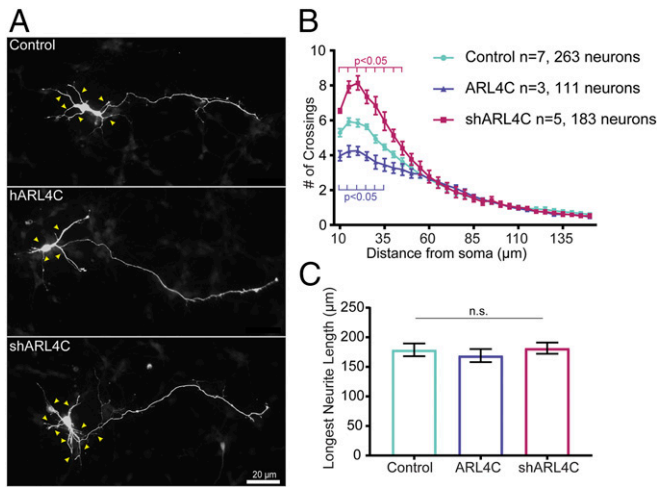 A
Control
hARL4C
shARL4C
20 µm
B
# of Crossings
10
8
6
4
2
0
p<0.05
p<0.05
10 35 60 85 110 135
Distance from soma (µm)
Control n=7, 263 neurons
ARL4C n=3, 111 neurons
shARL4C n=5, 183 neurons
C
Longest Neurite Length (µm)
250
200
150
100
50
0
n.s.
Control ARL4C shARL4C